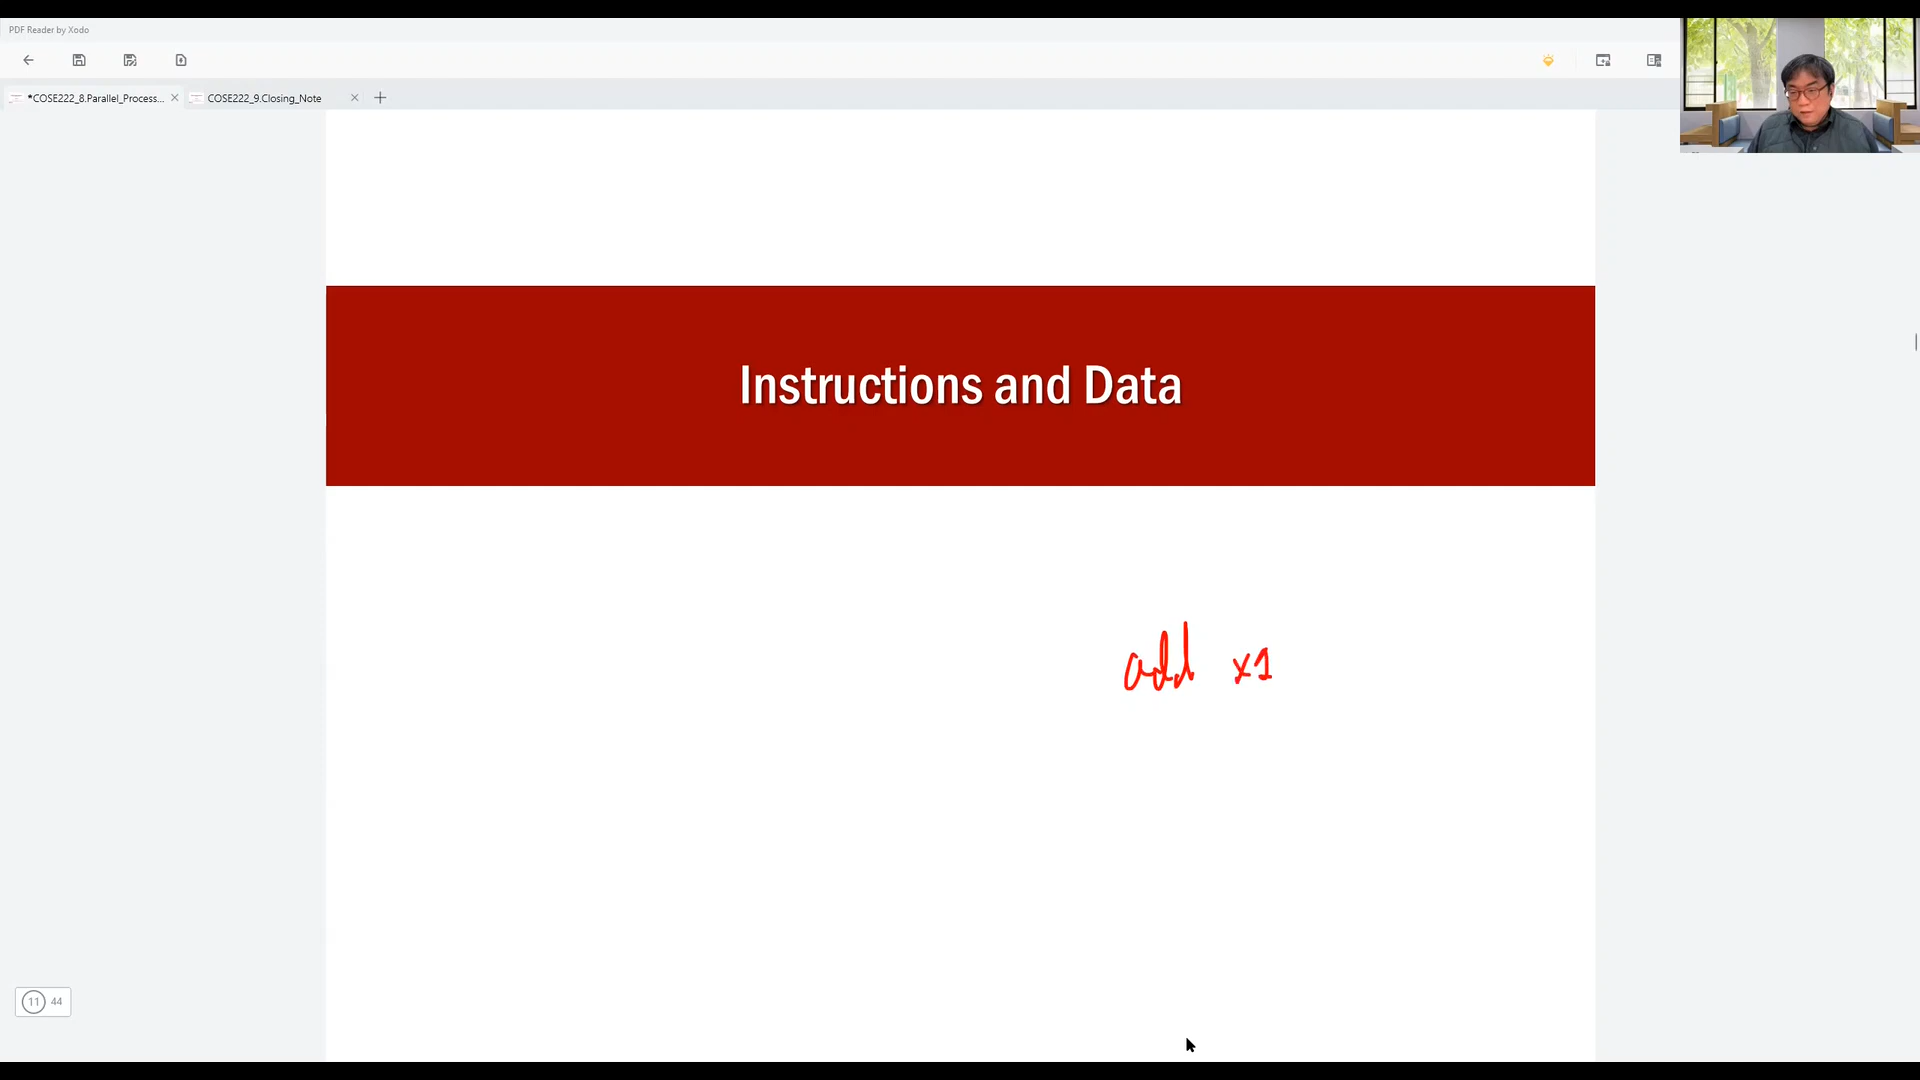 PDF Reader by Xodo
*COSE222_8.Parallel_Process...
COSE222_9.Closing_Note
Instructions and Data
add x1
11 44